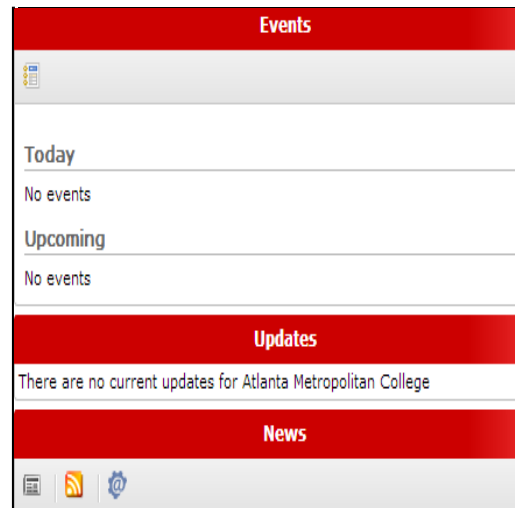 Events
Today
No events
Upcoming
No events
Updates
There are no current updates for Atlanta Metropolitan College
News